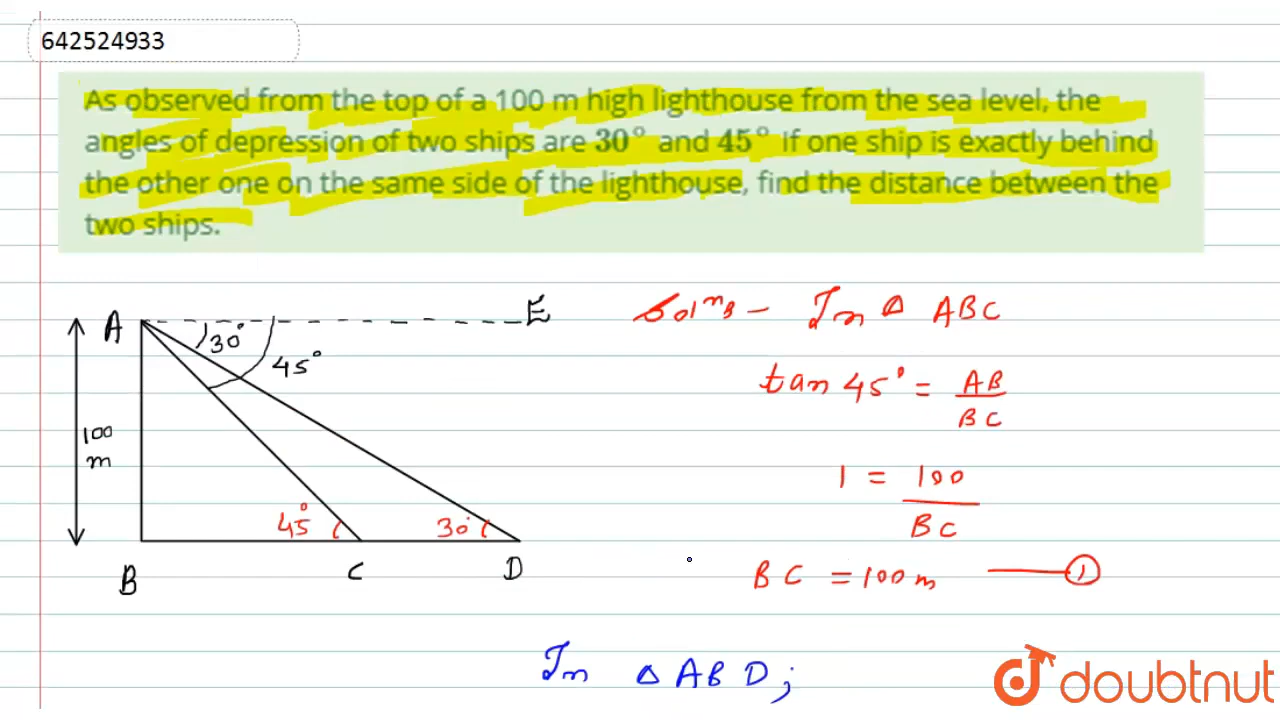 642524933
As observed from the top of a 100 m high lighthouse from the sea level, the
angles of depression of two ships are 30° and 45° If one ship is exactly behind
the other one on the same side of the lighthouse, find the distance between the
two ships.
A
E
30°
45°
100
m
45°
30°
B
C
D
Solⁿ:- In Δ ABC
tan 45° = AB
BC
1 = 100
BC
BC = 100 m ——①
In Δ ABD;
doubtnut